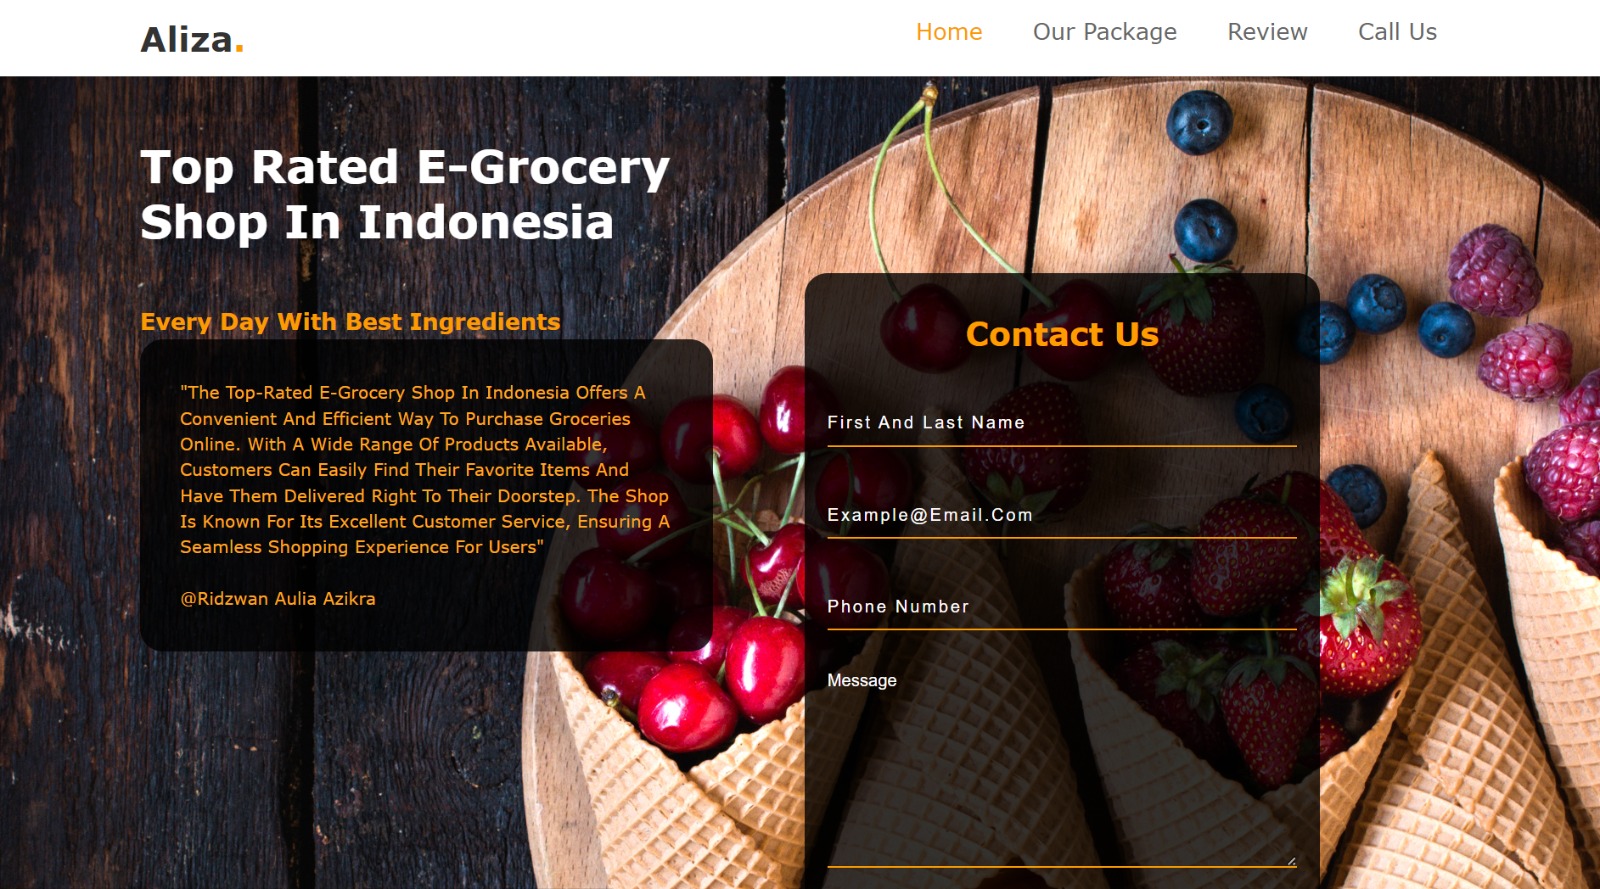 Aliza.
Home
Our Package
Review
Call Us
Top Rated E-Grocery
Shop In Indonesia
Every Day With Best Ingredients
"The Top-Rated E-Grocery Shop In Indonesia Offers A
Convenient And Efficient Way To Purchase Groceries
Online. With A Wide Range Of Products Available,
Customers Can Easily Find Their Favorite Items And
Have Them Delivered Right To Their Doorstep. The Shop
Is Known For Its Excellent Customer Service, Ensuring A
Seamless Shopping Experience For Users"
@Ridzwan Aulia Azikra
Contact Us
First And Last Name
Example@Email.Com
Phone Number
Message